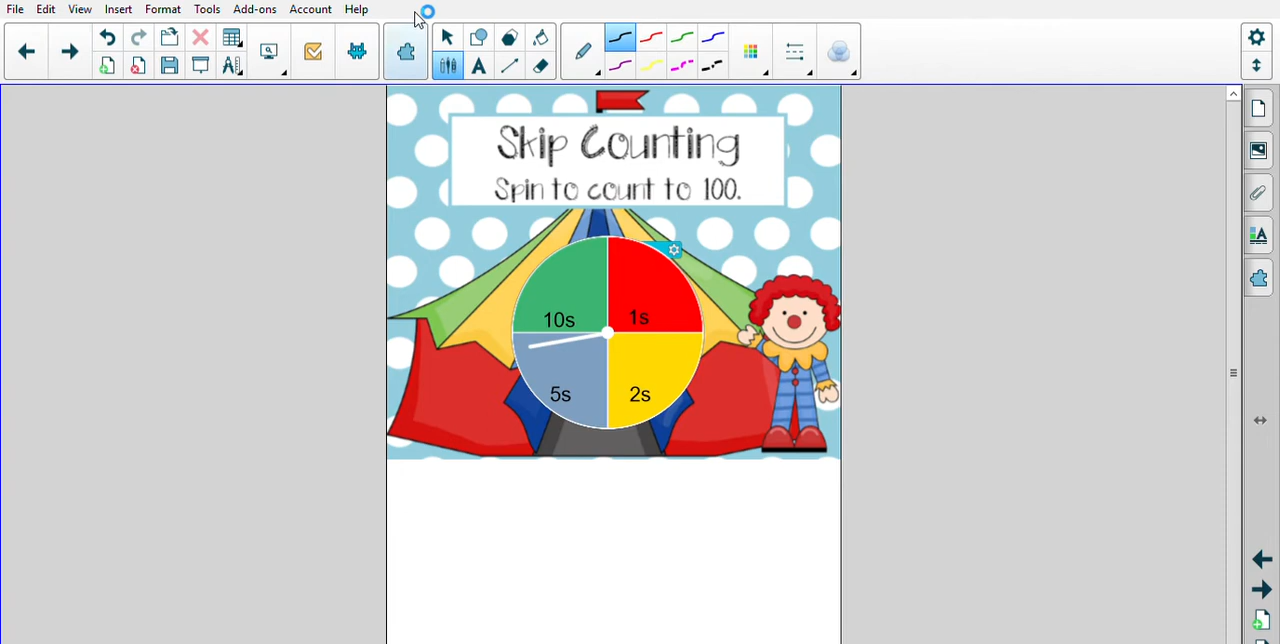 File Edit View Insert Format Tools Add-ons Account Help
Skip Counting
Spin to count to 100.
10s 1s
5s 2s